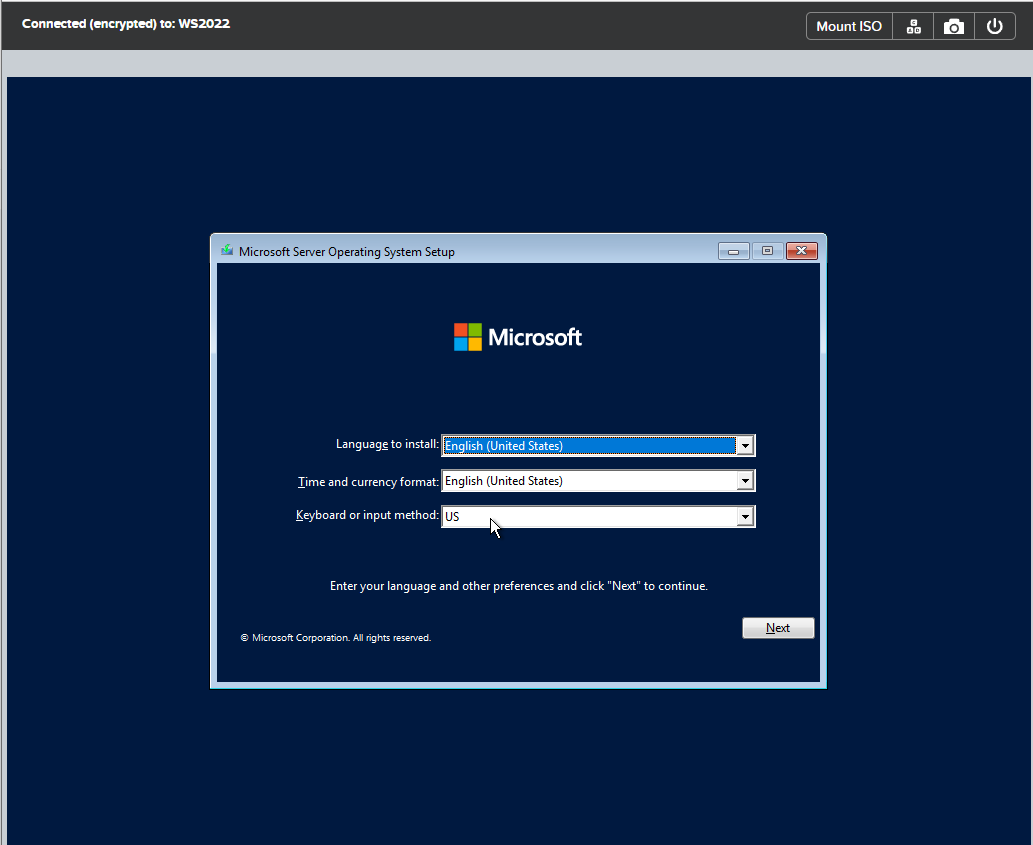 Connected (encrypted) to: WS2022
Mount ISO
Microsoft Server Operating System Setup
Microsoft
Language to install: English (United States)
Time and currency format: English (United States)
Keyboard or input method: US
Enter your language and other preferences and click "Next" to continue.
Next
© Microsoft Corporation. All rights reserved.